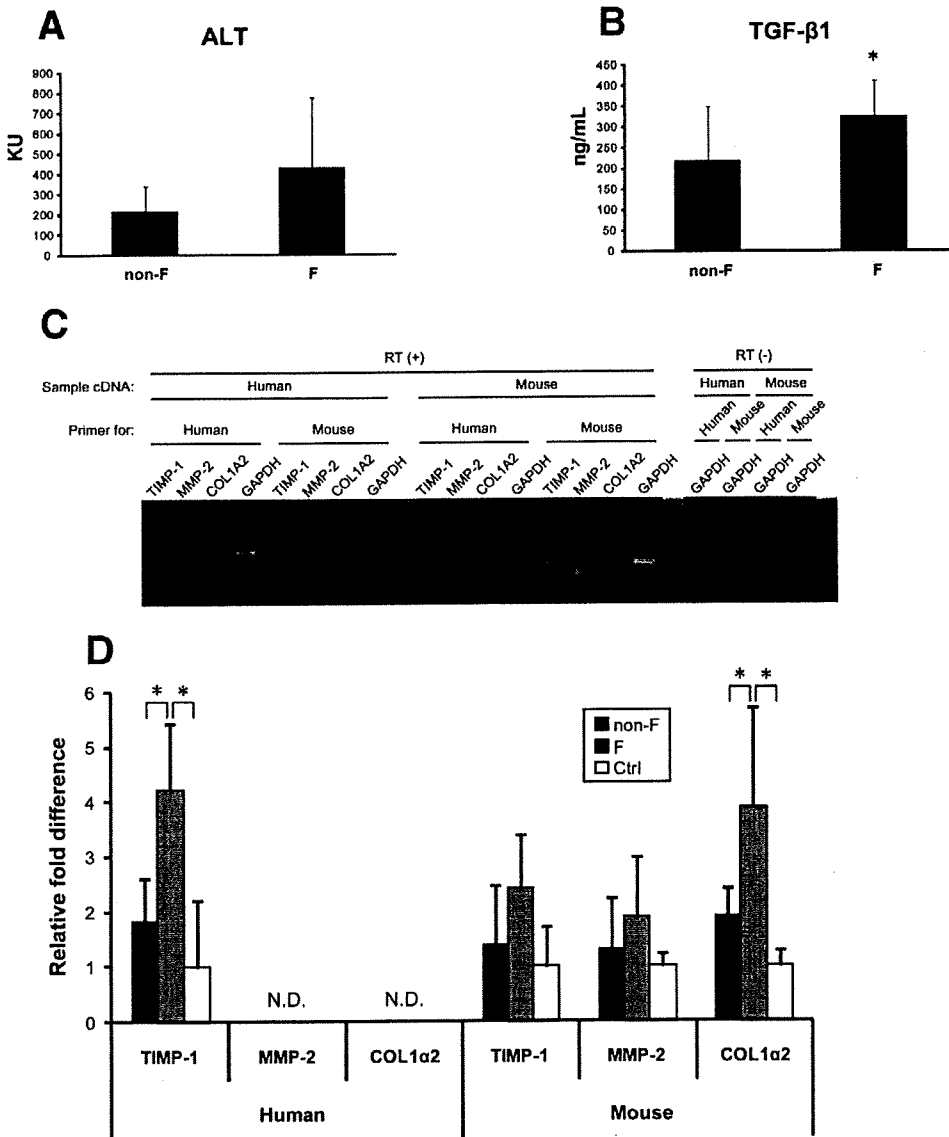 A
ALT
KU
900
800
700
600
500
400
300
200
100
0
non-F
F
B
TGF-β1
ng/mL
450
400
350
300
250
200
150
100
50
0
*
non-F
F
C
RT (+)
RT (-)
Sample cDNA:
Human
Mouse
Human
Mouse
Primer for:
Human
Mouse
Human
Mouse
Human
Mouse
Human
Mouse
TIMP-1
MMP-2
COL1A2
GAPDH
TIMP-1
MMP-2
COL1A2
GAPDH
TIMP-1
MMP-2
COL1A2
GAPDH
TIMP-1
MMP-2
COL1A2
GAPDH
GAPDH
GAPDH
GAPDH
GAPDH
D
Relative fold difference
6
5
4
3
2
1
0
* *
* *
non-F
F
Ctrl
N.D.
N.D.
TIMP-1
MMP-2
COL1α2
TIMP-1
MMP-2
COL1α2
Human
Mouse